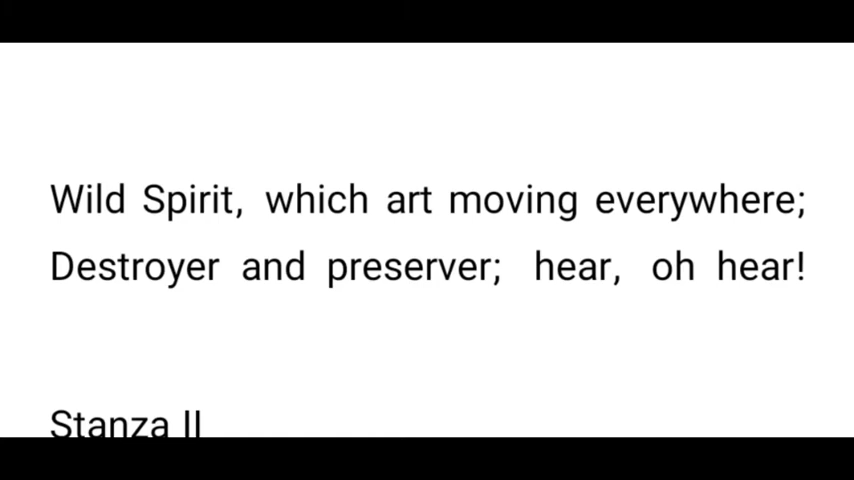 Wild Spirit, which art moving everywhere;
Destroyer and preserver; hear, oh hear!
Stanza II